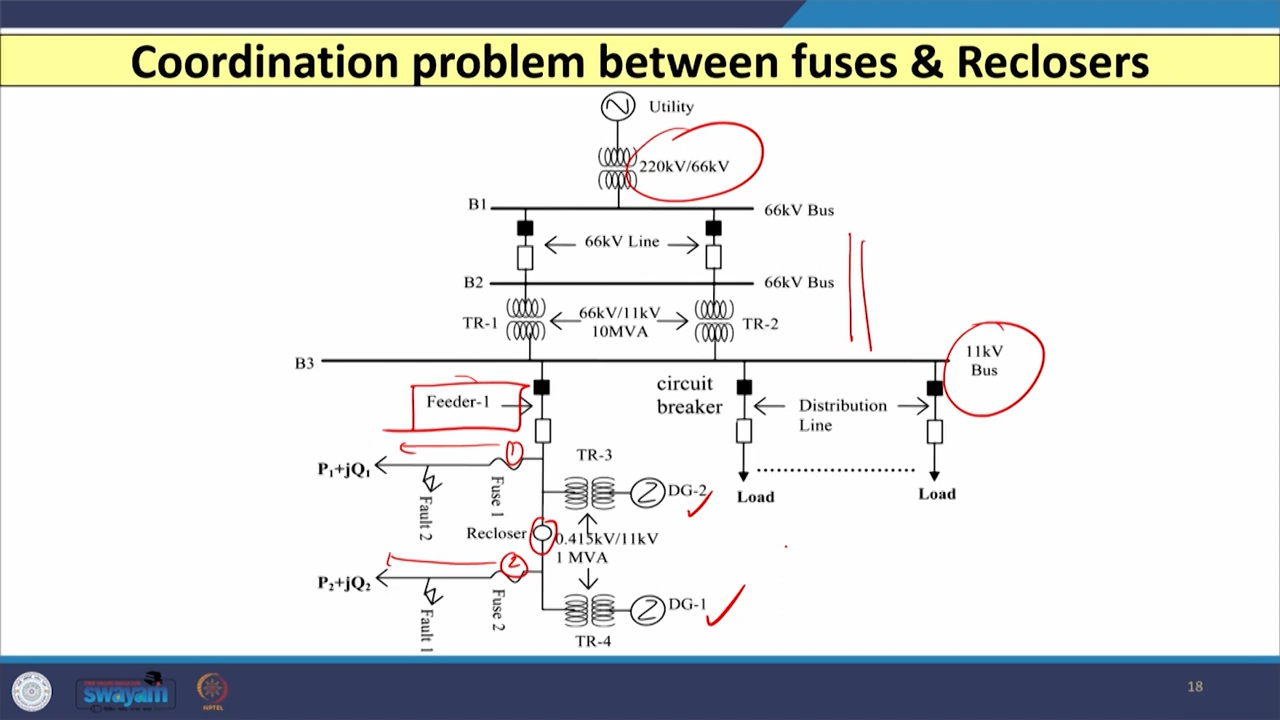 Coordination problem between fuses & Reclosers
Utility
220kV/66kV
B1
66kV Bus
66kV Line
B2
66kV Bus
TR-1
66kV/11kV
10MVA
TR-2
B3
11kV
Bus
Feeder-1
circuit
breaker
Distribution
Line
1
P₁+jQ₁
Fuse 1
Fault 2
TR-3
DG-2
Load
Load
Recloser
0.415kV/11kV
1 MVA
2
P₂+jQ₂
Fuse 2
Fault 1
DG-1
TR-4
swayam
NPTEL
18